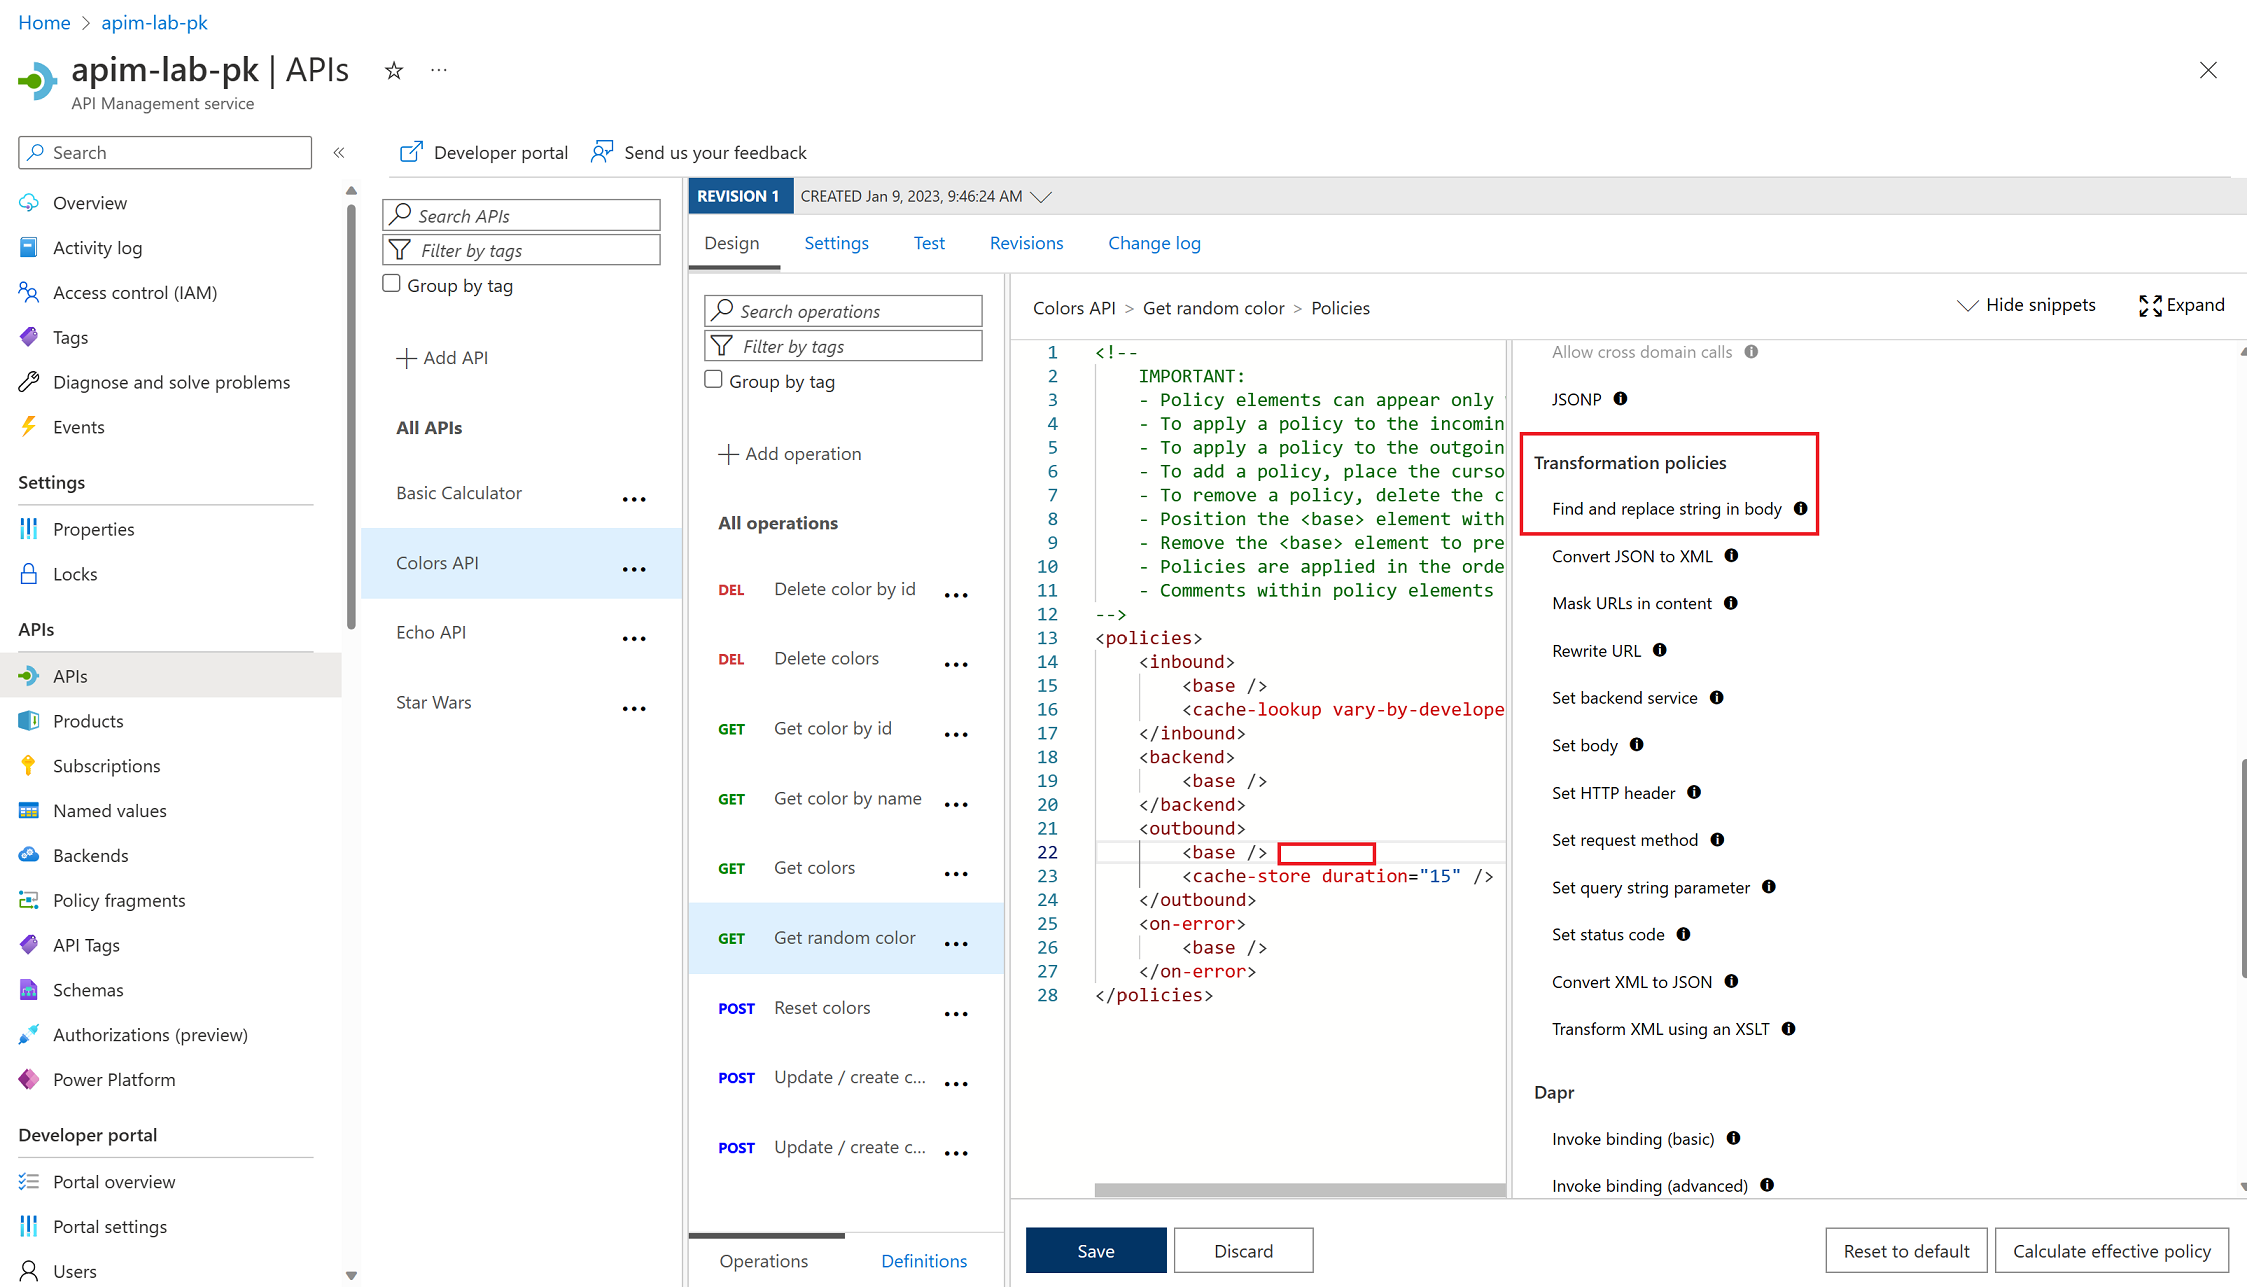 Home > apim-lab-pk
apim-lab-pk | APIs
API Management service
Search
Overview
Activity log
Access control (IAM)
Tags
Diagnose and solve problems
Events
Settings
Properties
Locks
APIs
APIs
Products
Subscriptions
Named values
Backends
Policy fragments
API Tags
Schemas
Authorizations (preview)
Power Platform
Developer portal
Portal overview
Portal settings
Users
Developer portal
Send us your feedback
Search APIs
Filter by tags
Group by tag
Add API
All APIs
Basic Calculator ...
Colors API ...
Echo API ...
Star Wars ...
REVISION 1 CREATED Jan 9, 2023, 9:46:24 AM
Design Settings Test Revisions Change log
Search operations
Filter by tags
Group by tag
Add operation
All operations
DEL Delete color by id ...
DEL Delete colors ...
GET Get color by id ...
GET Get color by name ...
GET Get colors ...
GET Get random color ...
POST Reset colors ...
POST Update / create c... ...
POST Update / create c... ...
Operations Definitions
Colors API > Get random color > Policies
Hide snippets
Expand
1 <!--
2 IMPORTANT:
3 - Policy elements can appear only
4 - To apply a policy to the incomin
5 - To apply a policy to the outgoin
6 - To add a policy, place the curso
7 - To remove a policy, delete the c
8 - Position the <base> element with
9 - Remove the <base> element to pre
10 - Policies are applied in the orde
11 - Comments within policy elements
12 -->
13 <policies>
14 <inbound>
15 <base />
16 <cache-lookup vary-by-develope
17 </inbound>
18 <backend>
19 <base />
20 </backend>
21 <outbound>
22 <base />
23 <cache-store duration="15" />
24 </outbound>
25 <on-error>
26 <base />
27 </on-error>
28 </policies>
Allow cross domain calls
JSONP
Transformation policies
Find and replace string in body
Convert JSON to XML
Mask URLs in content
Rewrite URL
Set backend service
Set body
Set HTTP header
Set request method
Set query string parameter
Set status code
Convert XML to JSON
Transform XML using an XSLT
Dapr
Invoke binding (basic)
Invoke binding (advanced)
Save
Discard
Reset to default
Calculate effective policy